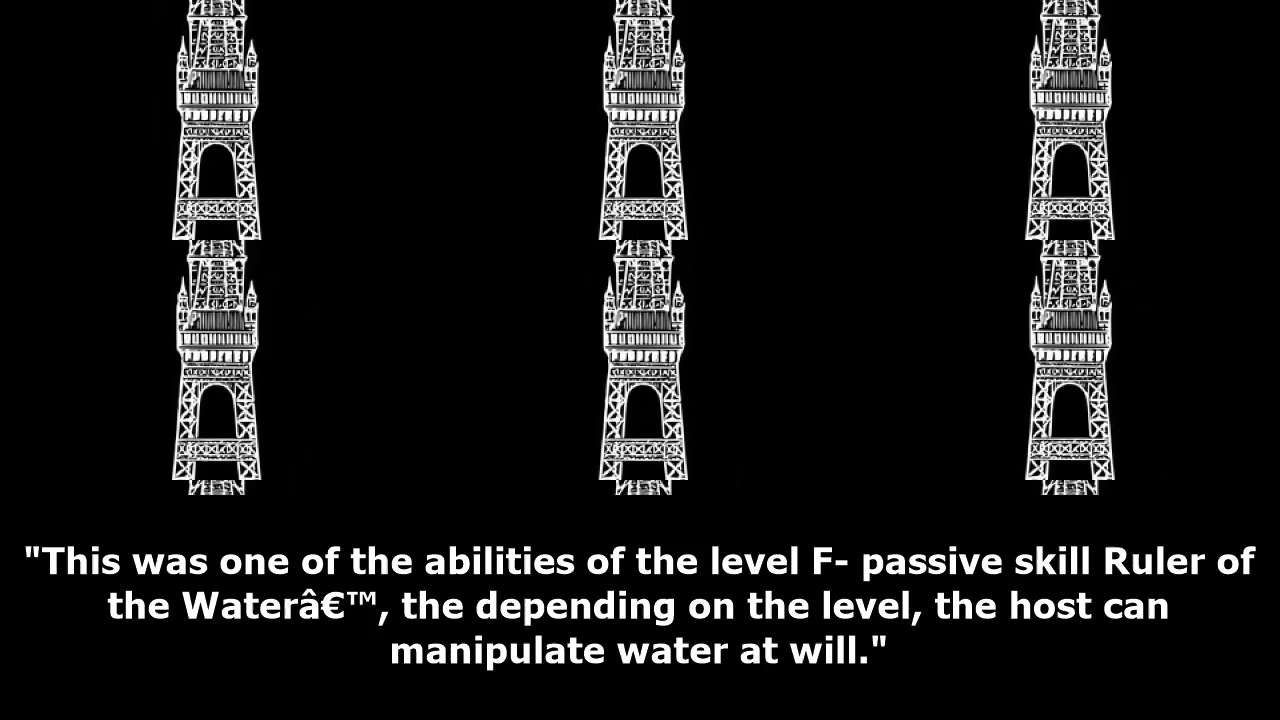 "This was one of the abilities of the level F- passive skill Ruler of
the Waterâ€™, the depending on the level, the host can
manipulate water at will."